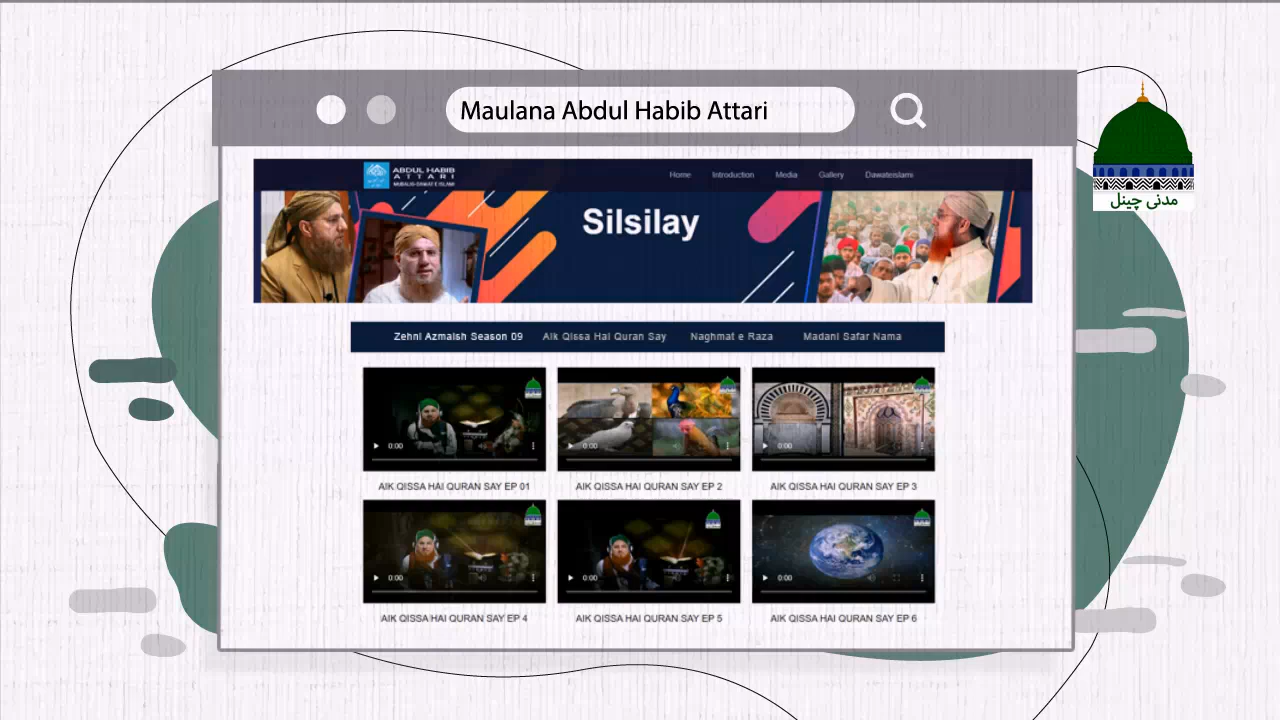 Maulana Abdul Habib Attari
مدنی چینل
ABDUL HABIB
ATTARI
MUBALIG-DAWAT E ISLAMI
Home Introduction Media Gallery Dawateislami
Silsilay
Zehni Azmaish Season 09 Aik Qissa Hai Quran Say Naghmat e Raza Madani Safar Nama
0:00 0:00 0:00
AIK QISSA HAI QURAN SAY EP 01 AIK QISSA HAI QURAN SAY EP 2 AIK QISSA HAI QURAN SAY EP 3
0:00 0:00 0:00
AIK QISSA HAI QURAN SAY EP 4 AIK QISSA HAI QURAN SAY EP 5 AIK QISSA HAI QURAN SAY EP 6